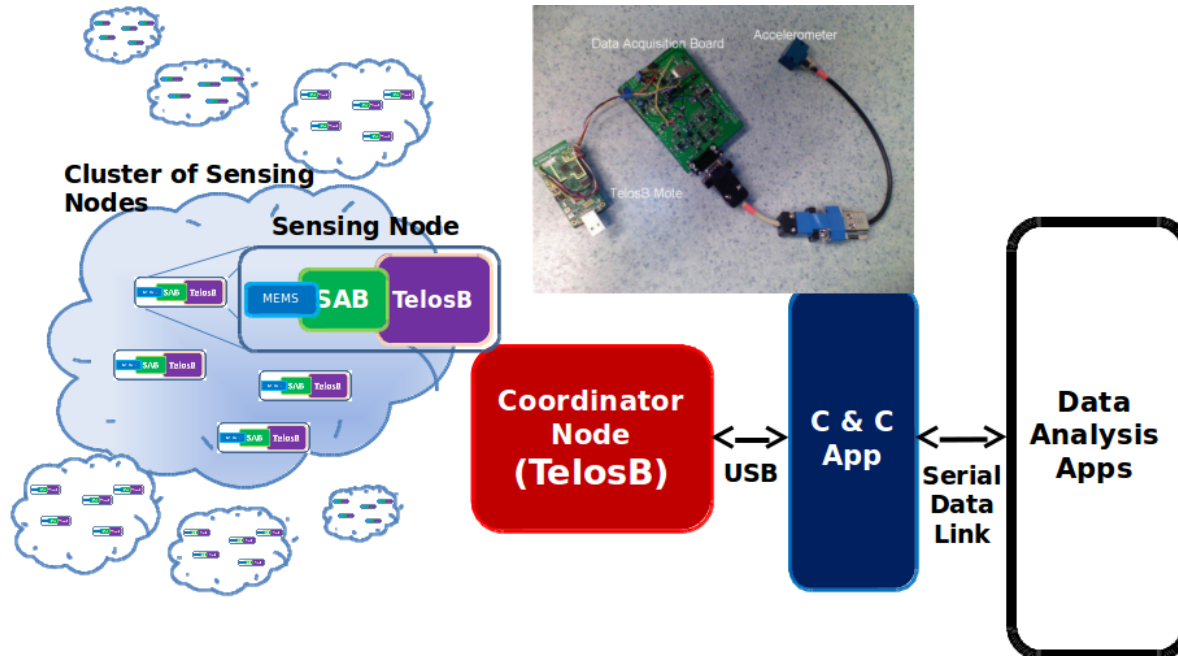 Data Acquisition Board
Accelerometer
TelosB Mote
Cluster of Sensing
Nodes
Sensing Node
MEMS
SAB
TelosB
SAB
TelosB
SAB
TelosB
SAB
TelosB
SAB
TelosB
Coordinator
Node
(TelosB)
USB
C & C
App
Serial
Data
Link
Data
Analysis
Apps